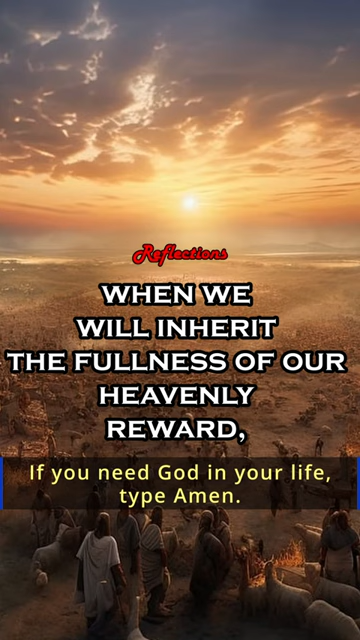 Reflections
WHEN WE
WILL INHERIT
THE FULLNESS OF OUR
HEAVENLY
REWARD,
If you need God in your life,
type Amen.